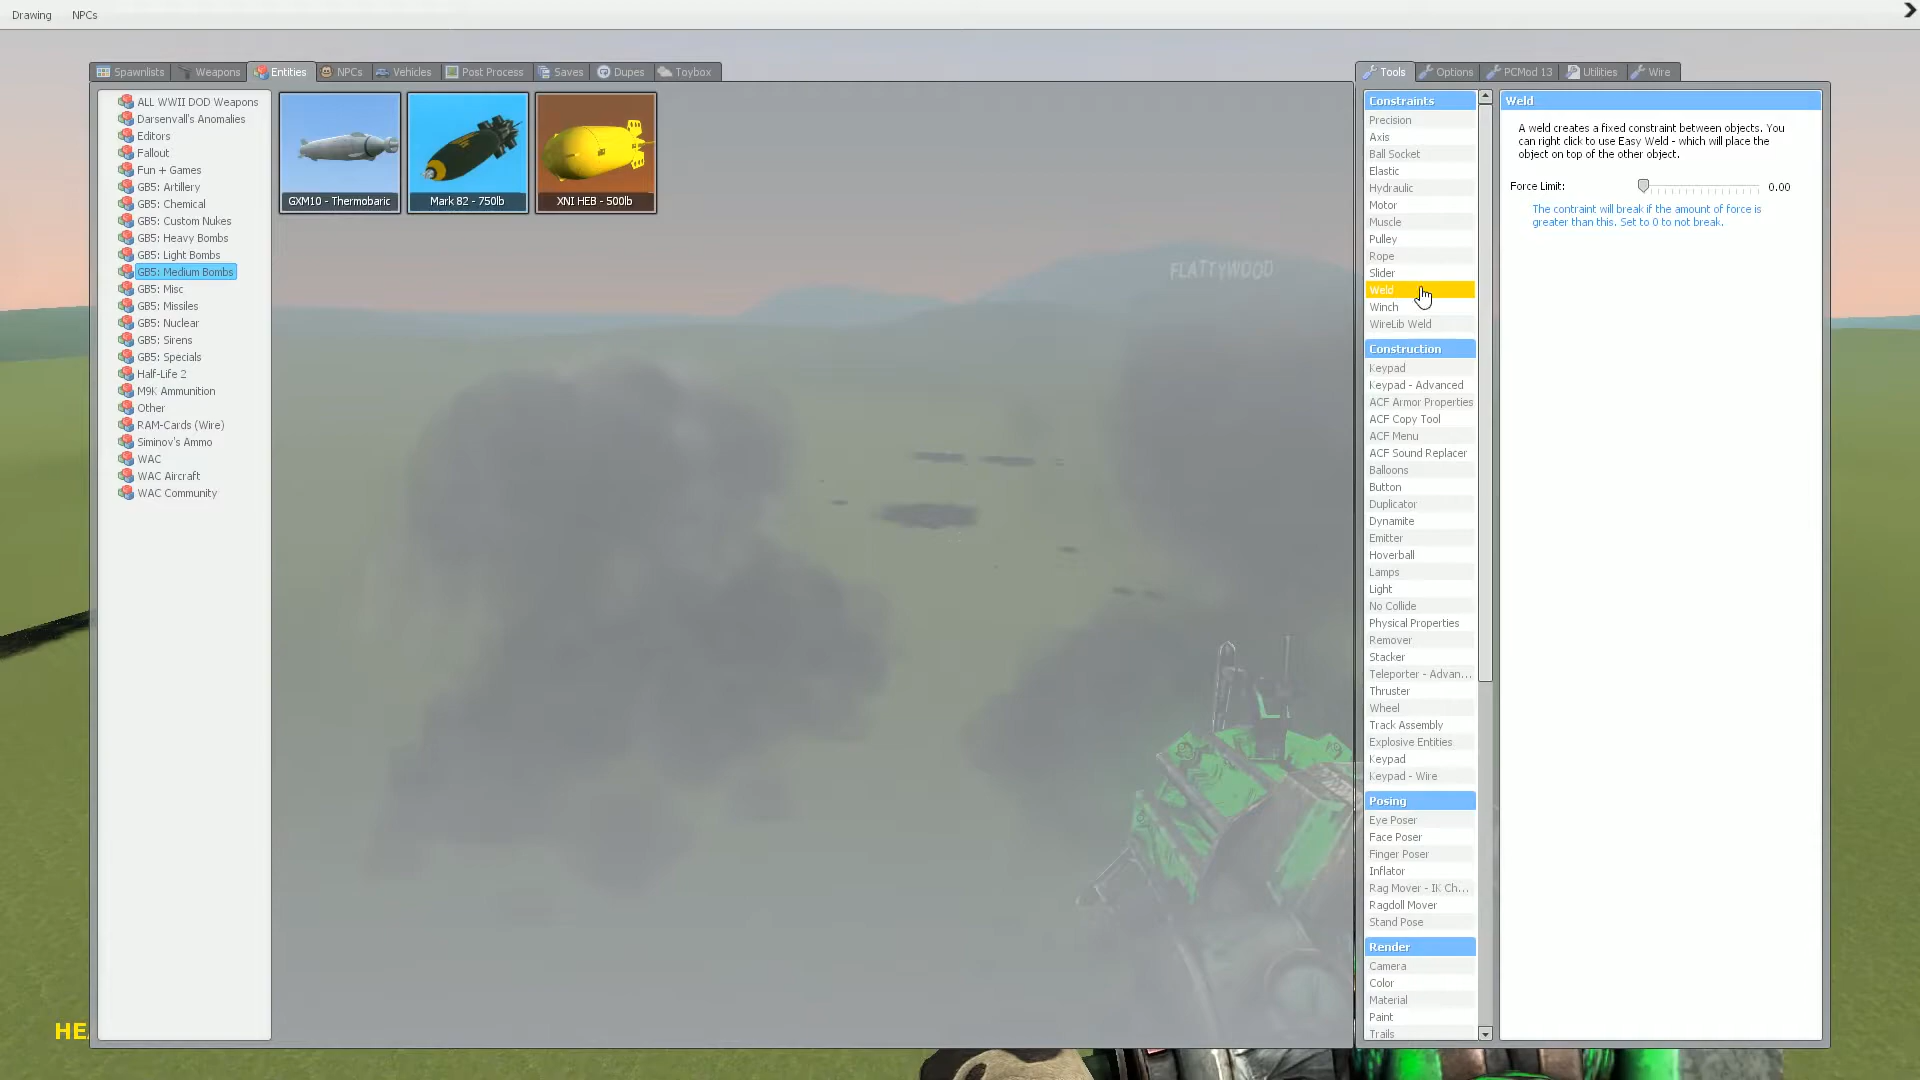 Drawing NPCs
Spawnlists Weapons Entities NPCs Vehicles Post Process Saves Dupes Toybox
ALL WWII DOD Weapons
Darsenvall's Anomalies
Editors
Fallout
Fun + Games
GB5: Artillery
GB5: Chemical
GB5: Custom Nukes
GB5: Heavy Bombs
GB5: Light Bombs
GB5: Medium Bombs
GB5: Misc
GB5: Missiles
GB5: Nuclear
GB5: Sirens
GB5: Specials
Half-Life 2
M9K Ammunition
Other
RAM-Cards (Wire)
Siminov's Ammo
WAC
WAC Aircraft
WAC Community
GXM10 - Thermobaric
Mark 82 - 750lb
XNI HEB - 500lb
FLATTYWOOD
HE
Tools Options PCMod 13 Utilities Wire
Constraints
Precision
Axis
Ball Socket
Elastic
Hydraulic
Motor
Muscle
Pulley
Rope
Slider
Weld
Winch
WireLib Weld
Construction
Keypad
Keypad - Advanced
ACF Armor Properties
ACF Copy Tool
ACF Menu
ACF Sound Replacer
Balloons
Button
Duplicator
Dynamite
Emitter
Hoverball
Lamps
Light
No Collide
Physical Properties
Remover
Stacker
Teleporter - Advan...
Thruster
Wheel
Track Assembly
Explosive Entities
Keypad
Keypad - Wire
Posing
Eye Poser
Face Poser
Finger Poser
Inflator
Rag Mover - IK Ch...
Ragdoll Mover
Stand Pose
Render
Camera
Color
Material
Paint
Trails
Weld
A weld creates a fixed constraint between objects. You
can right click to use Easy Weld - which will place the
object on top of the other object.
Force Limit: 0.00
The contraint will break if the amount of force is
greater than this. Set to 0 to not break.